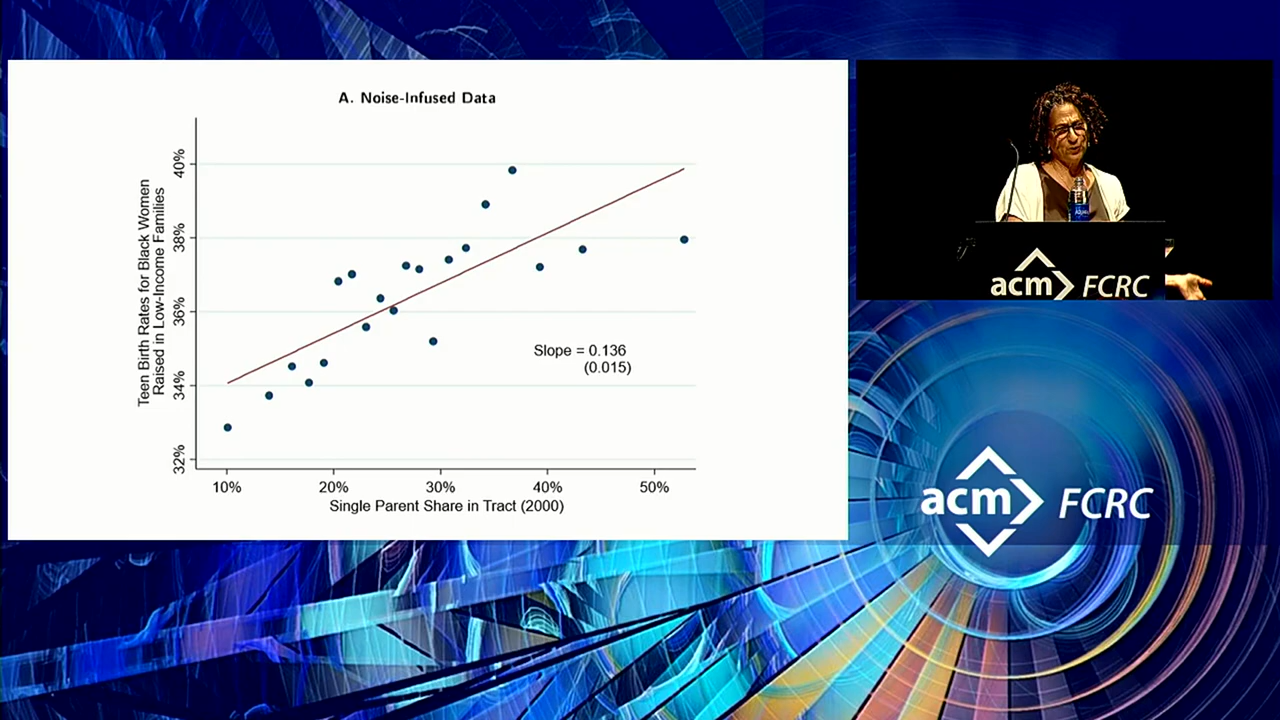 A. Noise-Infused Data
Teen Birth Rates for Black Women
Raised in Low-Income Families
40%
38%
36%
34%
32%
Slope = 0.136
(0.015)
10% 20% 30% 40% 50%
Single Parent Share in Tract (2000)
acm FCRC
acm FCRC